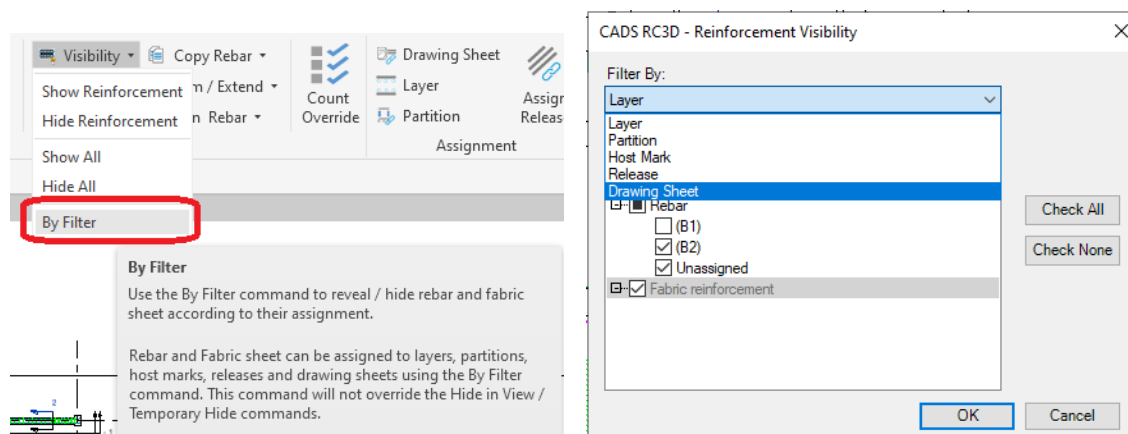 Visibility
Copy Rebar
Show Reinforcement
m / Extend
Hide Reinforcement
n Rebar
Show All
Hide All
By Filter
Count
Override
Drawing Sheet
Layer
Partition
Assign
Releas
Assignment
By Filter
Use the By Filter command to reveal / hide rebar and fabric
sheet according to their assignment.
Rebar and Fabric sheet can be assigned to layers, partitions,
host marks, releases and drawing sheets using the By Filter
command. This command will not override the Hide in View /
Temporary Hide commands.
2
CADS RC3D - Reinforcement Visibility
Filter By:
Layer
Layer
Partition
Host Mark
Release
Drawing Sheet
Rebar
(B1)
(B2)
Unassigned
Fabric reinforcement
Check All
Check None
OK
Cancel